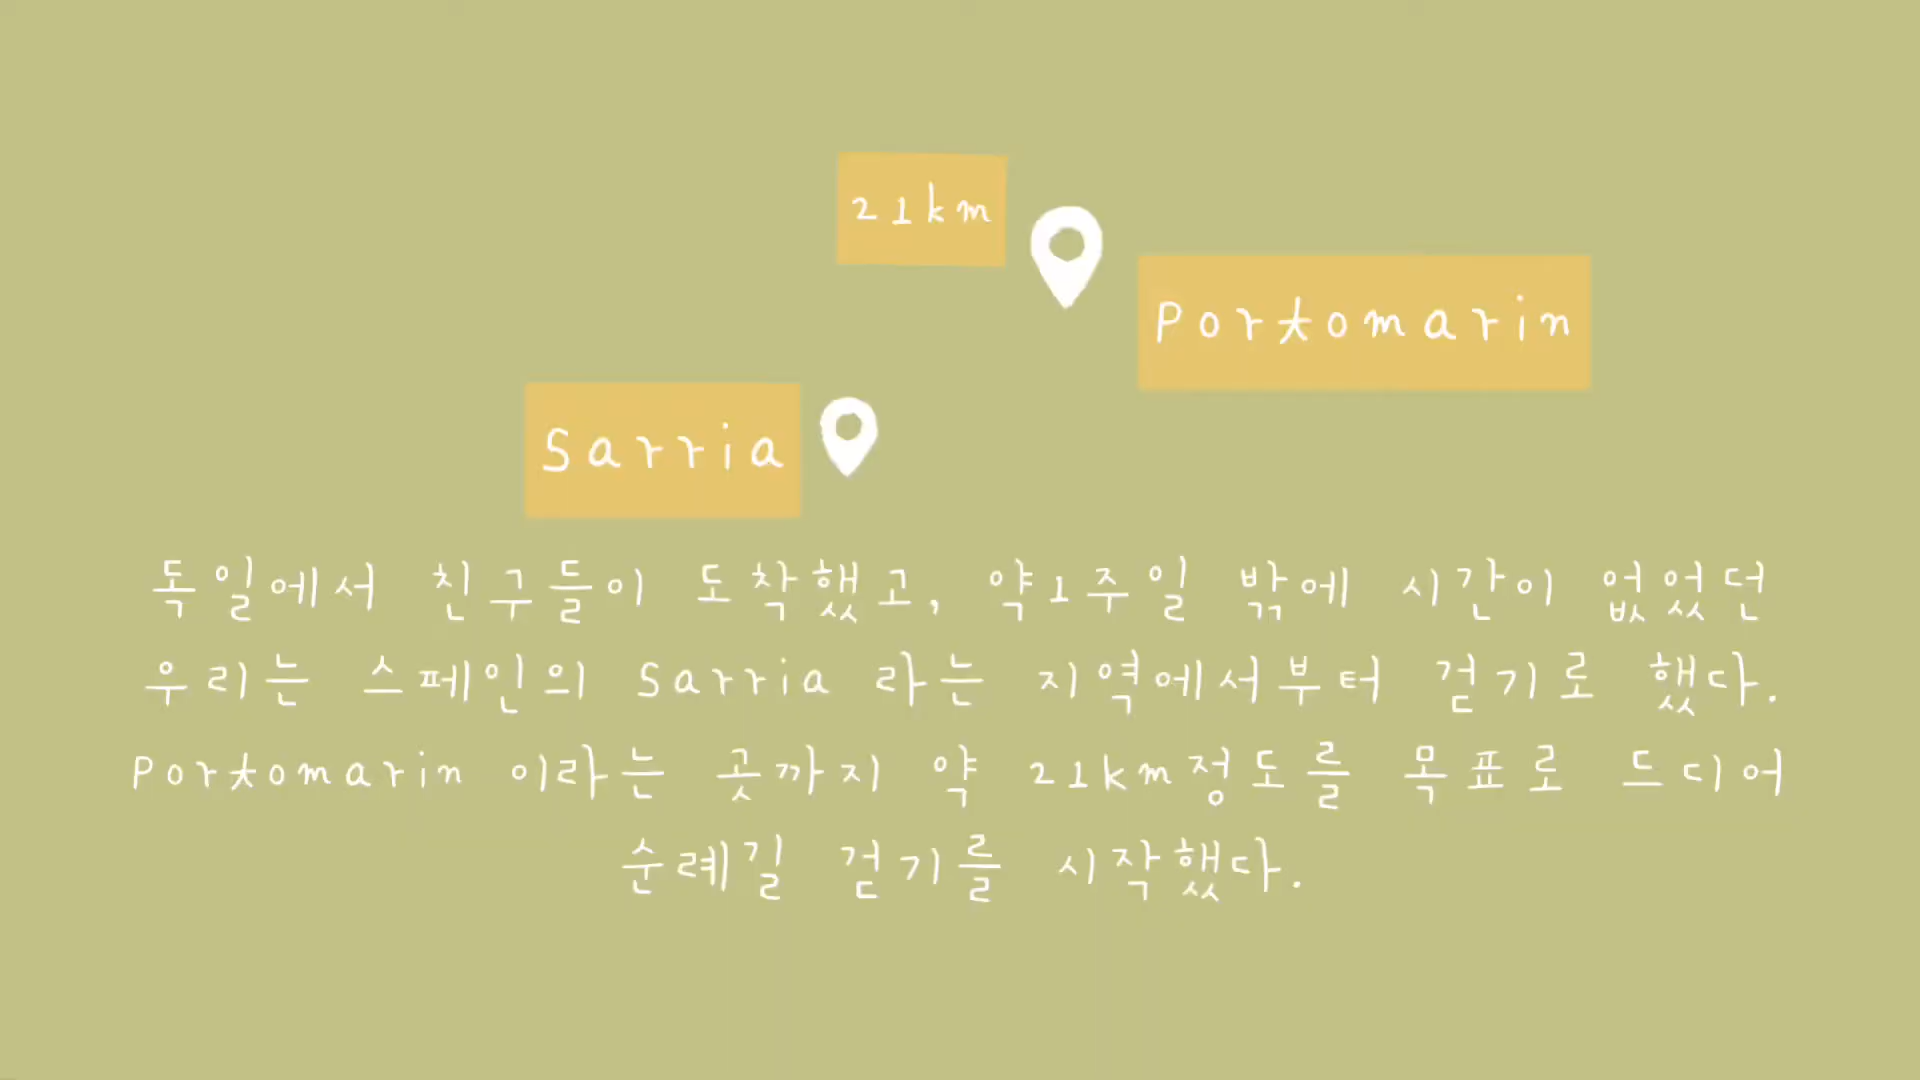 21km
Portomarin
Sarria
독일에서 친구들이 도착했고, 약1주일 밖에 시간이 없었던
우리는 스페인의 Sarria 라는 지역에서부터 걷기로 했다.
Portomarin 이라는 곳까지 약 21km정도를 목표로 드디어
순례길 걷기를 시작했다.